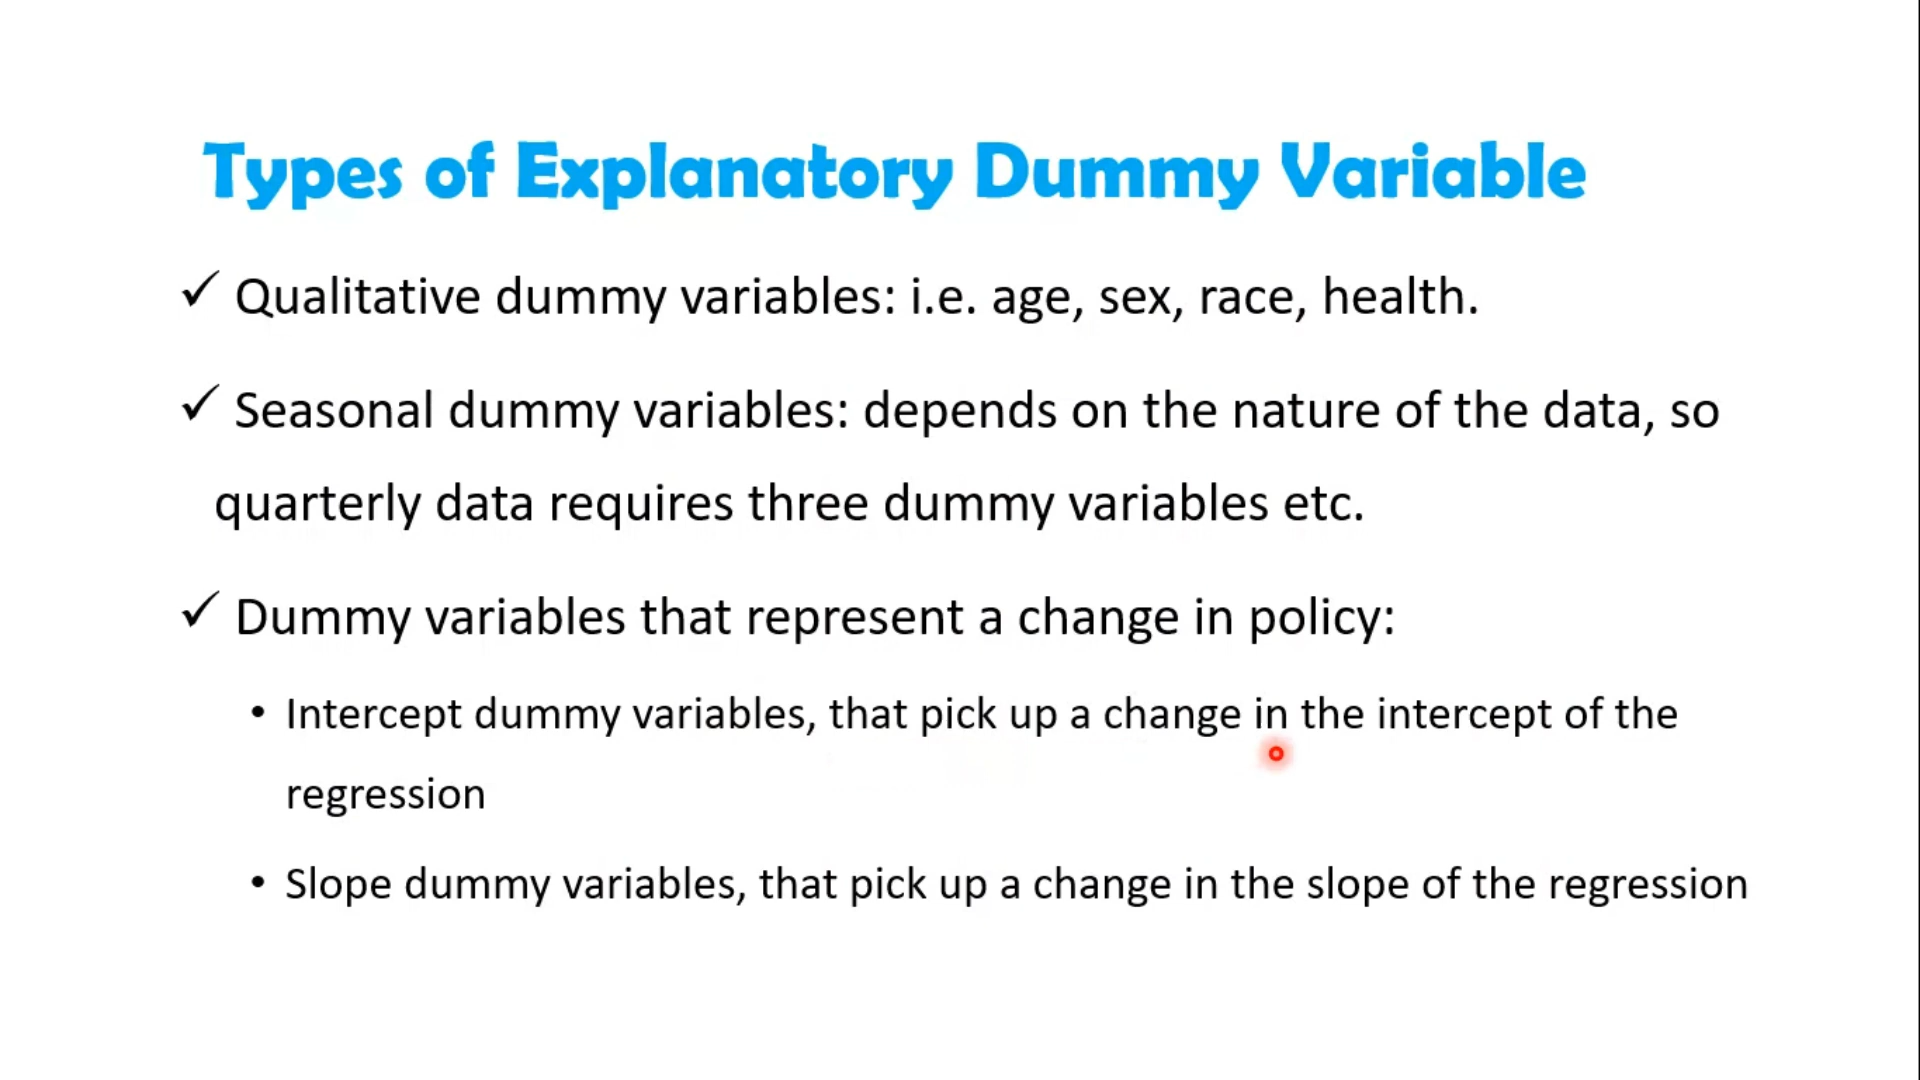 Types of Explanatory Dummy Variable
✓ Qualitative dummy variables: i.e. age, sex, race, health.
✓ Seasonal dummy variables: depends on the nature of the data, so
quarterly data requires three dummy variables etc.
✓ Dummy variables that represent a change in policy:
• Intercept dummy variables, that pick up a change in the intercept of the
regression
• Slope dummy variables, that pick up a change in the slope of the regression